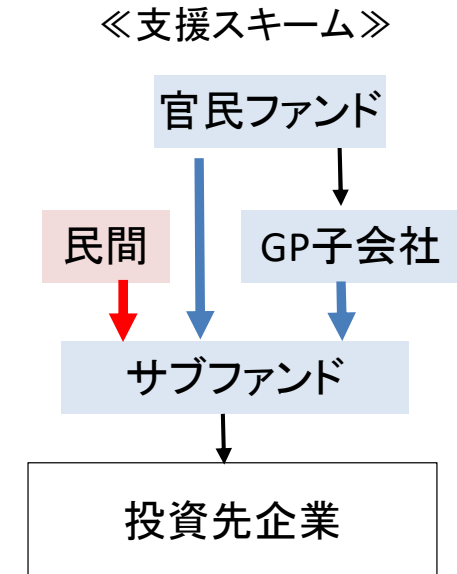 ≪支援スキーム≫
官民ファンド
民間
GP子会社
サブファンド
投資先企業